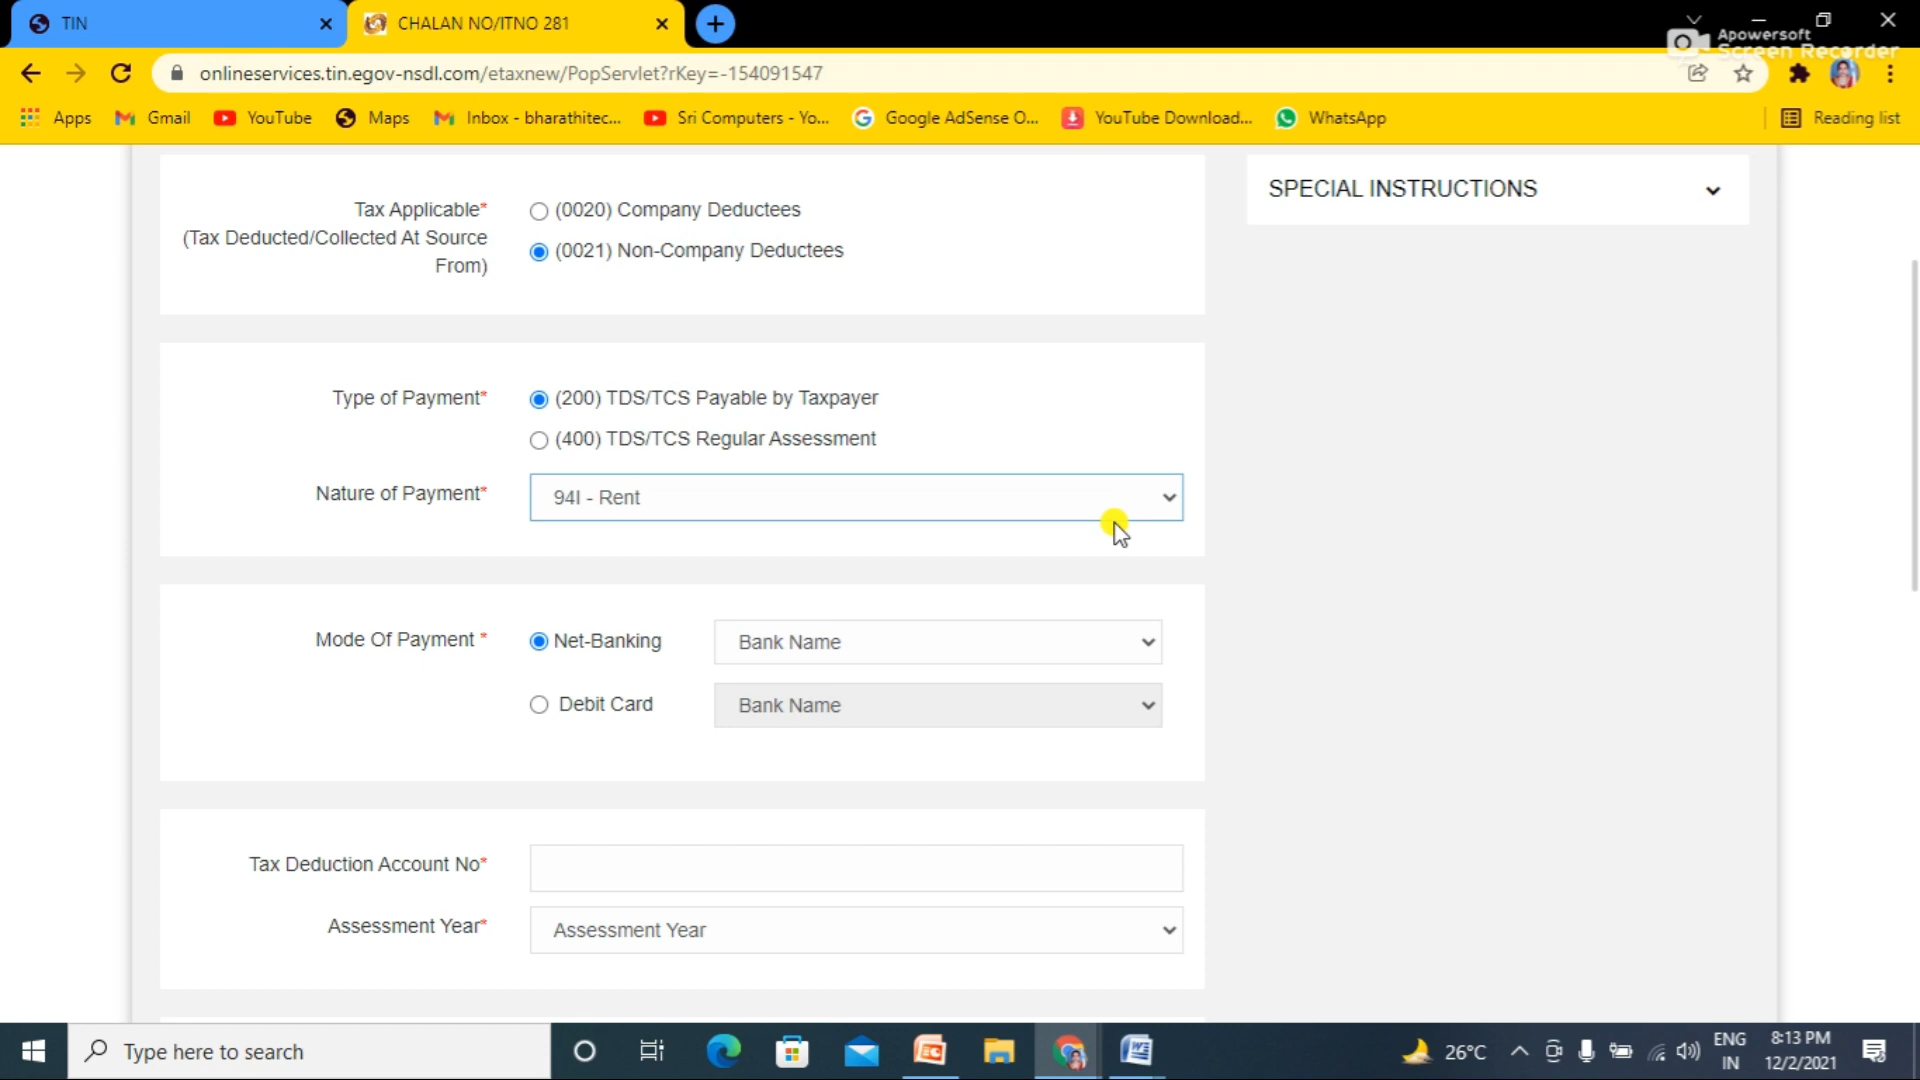 TIN
CHALAN NO/ITNO 281
Apowersoft
Screen Recorder
onlineservices.tin.egov-nsdl.com/etaxnew/PopServlet?rKey=-154091547
Apps
Gmail
YouTube
Maps
Inbox - bharathitec...
Sri Computers - Yo...
Google AdSense O...
YouTube Download...
WhatsApp
Reading list
Tax Applicable*
(Tax Deducted/Collected At Source
From)
(0020) Company Deductees
(0021) Non-Company Deductees
SPECIAL INSTRUCTIONS
Type of Payment*
(200) TDS/TCS Payable by Taxpayer
(400) TDS/TCS Regular Assessment
Nature of Payment*
94I - Rent
Mode Of Payment *
Net-Banking
Bank Name
Debit Card
Bank Name
Tax Deduction Account No*
Assessment Year*
Assessment Year
Type here to search
26°C
ENG
IN
8:13 PM
12/2/2021